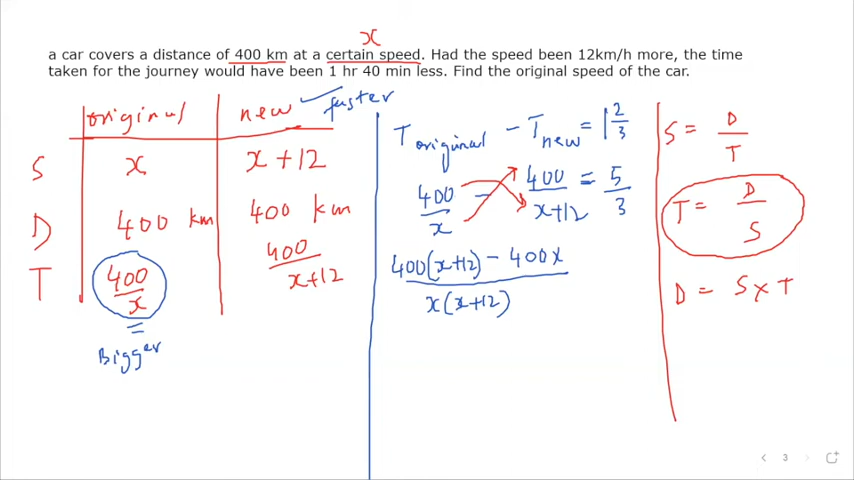 x
a car covers a distance of 400 km at a certain speed. Had the speed been 12km/h more, the time
taken for the journey would have been 1 hr 40 min less. Find the original speed of the car.
original new faster
S x x+12
D 400 km 400 km
T 400/x 400/x+12
=
Bigger
T original - T new = 1 2/3
400/x - 400/x+12 = 5/3
400(x+12) - 400x
x(x+12)
S = D/T
T = D/S
D = S x T
3